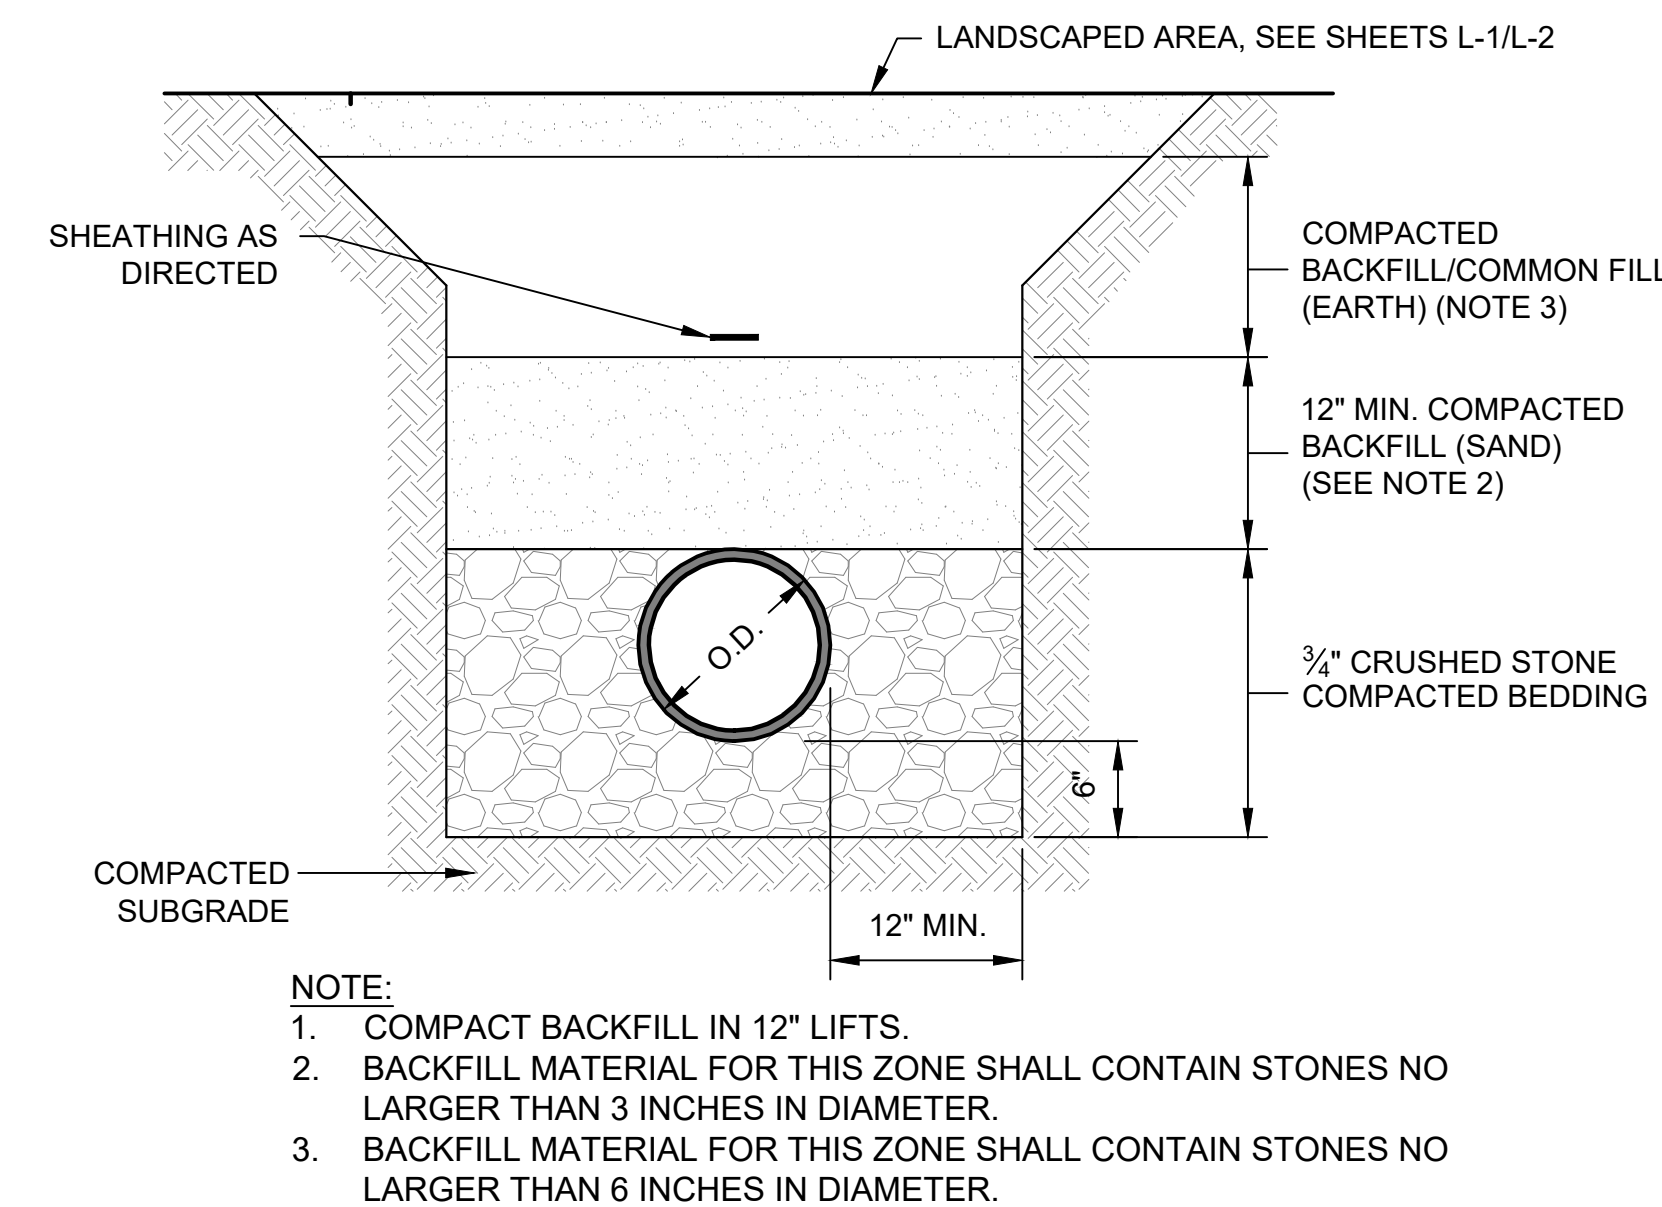 LANDSCAPED AREA, SEE SHEETS L-1/L-2
SHEATHING AS
DIRECTED
COMPACTED
BACKFILL/COMMON FILL
(EARTH) (NOTE 3)
12" MIN. COMPACTED
BACKFILL (SAND)
(SEE NOTE 2)
O.D.
¾" CRUSHED STONE
COMPACTED BEDDING
6"
COMPACTED
SUBGRADE
12" MIN.
NOTE:
1. COMPACT BACKFILL IN 12" LIFTS.
2. BACKFILL MATERIAL FOR THIS ZONE SHALL CONTAIN STONES NO
LARGER THAN 3 INCHES IN DIAMETER.
3. BACKFILL MATERIAL FOR THIS ZONE SHALL CONTAIN STONES NO
LARGER THAN 6 INCHES IN DIAMETER.